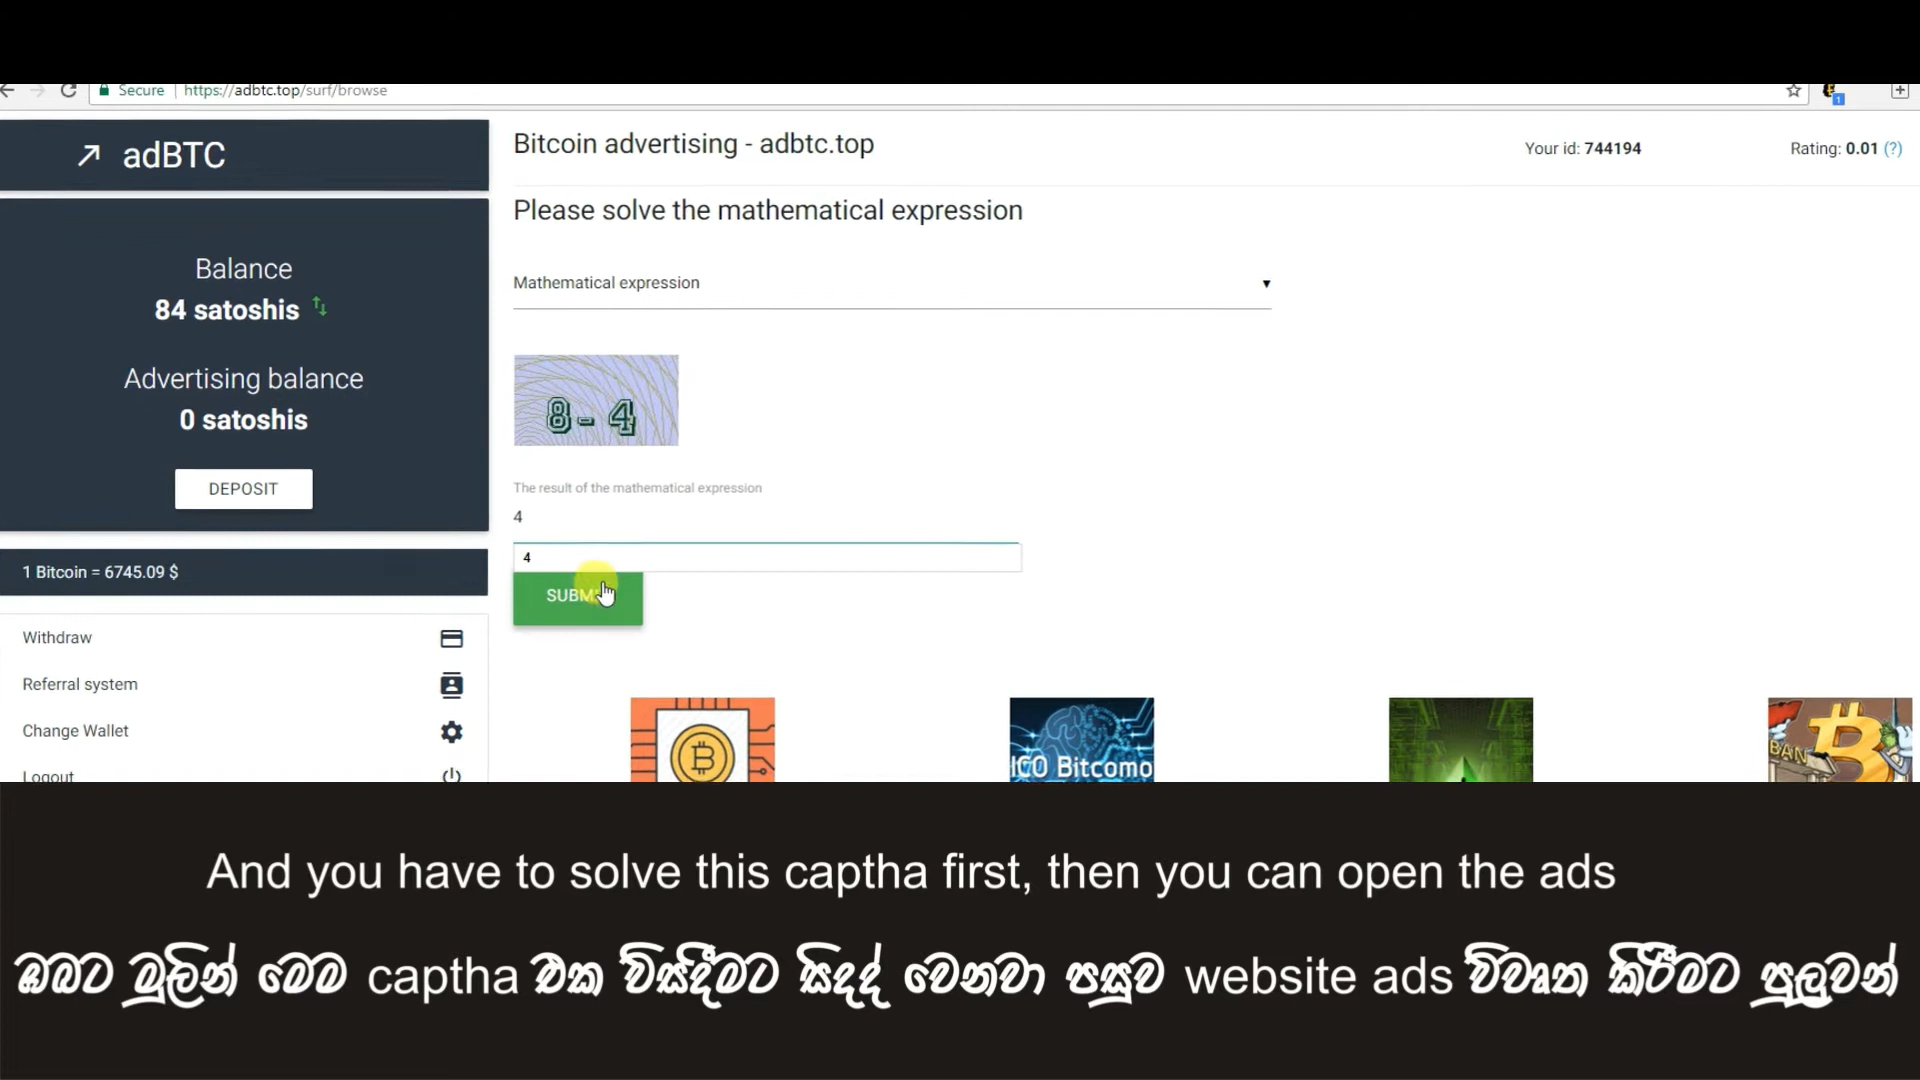 Secure https://adbtc.top/surf/browse
1
adBTC
Bitcoin advertising - adbtc.top
Your id: 744194
Rating: 0.01 (?)
Please solve the mathematical expression
Balance
84 satoshis
Mathematical expression
Advertising balance
0 satoshis
8 - 4
DEPOSIT
The result of the mathematical expression
4
4
1 Bitcoin = 6745.09 $
Withdraw
Referral system
Change Wallet
Logout
ICO Bitcomo
BAN
And you have to solve this captha first, then you can open the ads
ඔබට මුලින් මෙම captha එක විසදීමට සිදුද් වෙනවා පසුව website ads විවෘත කිරීමට පුලුවන්